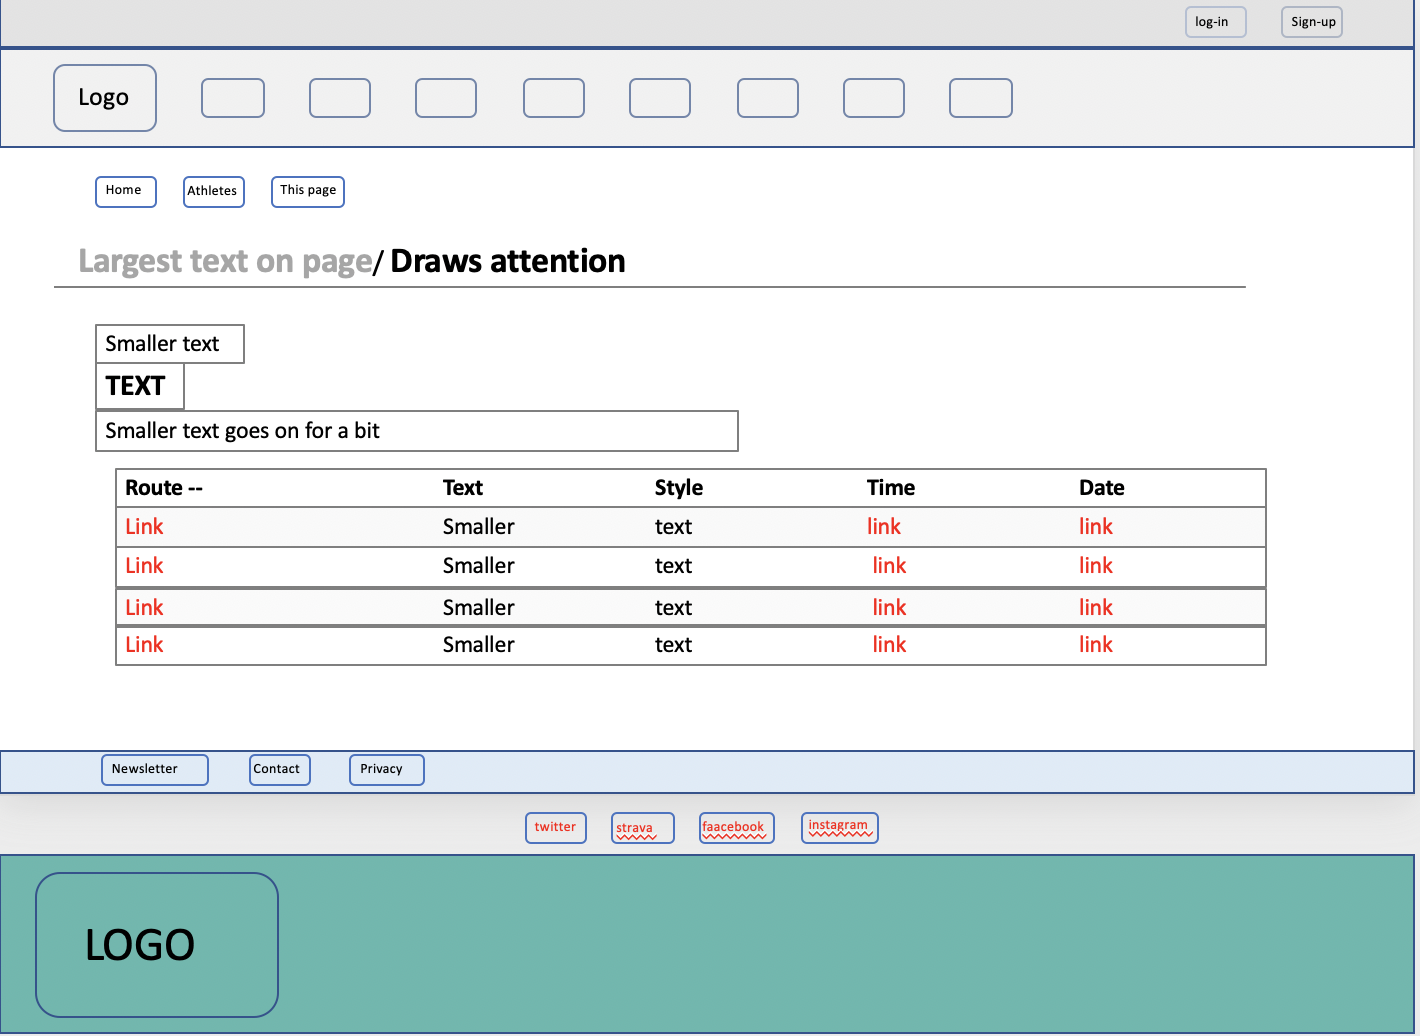 log-in Sign-up
Logo
Home Athletes This page
Largest text on page/ Draws attention
Smaller text
TEXT
Smaller text goes on for a bit
Route -- Text Style Time Date
Link Smaller text link link
Link Smaller text link link
Link Smaller text link link
Link Smaller text link link
Newsletter Contact Privacy
twitter strava faacebook instagram
LOGO